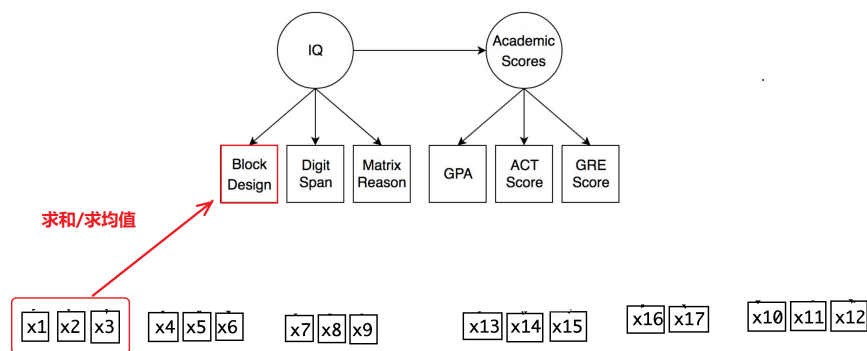 IQ
Academic
Scores
Block
Design
Digit
Span
Matrix
Reason
GPA
ACT
Score
GRE
Score
求和/求均值
x1 x2 x3 x4 x5 x6 x7 x8 x9 x13 x14 x15 x16 x17 x10 x11 x12